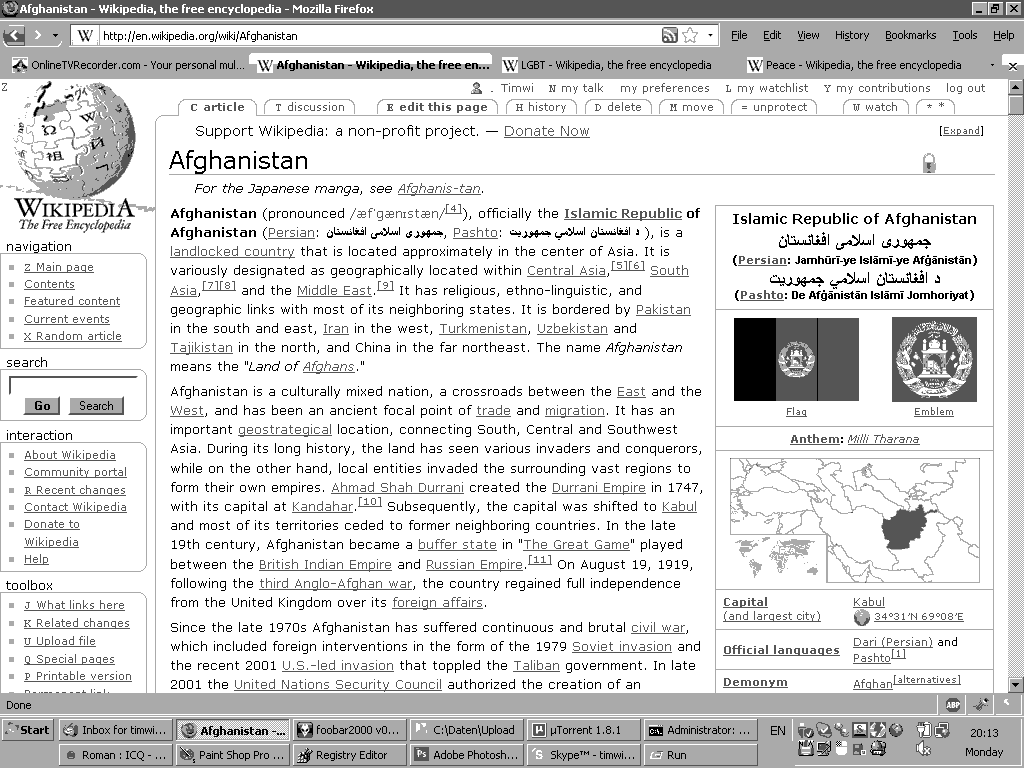 Afghanistan - Wikipedia, the free encyclopedia - Mozilla Firefox
http://en.wikipedia.org/wiki/Afghanistan
File Edit View History Bookmarks Tools Help
OnlineTVRecorder.com - Your personal mul... Afghanistan - Wikipedia, the free en... LGBT - Wikipedia, the free encyclopedia Peace - Wikipedia, the free encyclopedia
Z
. Timwi N my talk my preferences L my watchlist Y my contributions log out
C article T discussion E edit this page H history D delete M move = unprotect W watch * *
WIKIPEDIA
The Free Encyclopedia
navigation
Z Main page
Contents
Featured content
Current events
X Random article
search
Go Search
interaction
About Wikipedia
Community portal
R Recent changes
Contact Wikipedia
Donate to
Wikipedia
Help
toolbox
J What links here
K Related changes
U Upload file
Q Special pages
P Printable version
Permanent link
Support Wikipedia: a non-profit project. — Donate Now
[Expand]
Afghanistan
For the Japanese manga, see Afghanis-tan.
Afghanistan (pronounced /æfˈɡænɪstæn/[4]), officially the Islamic Republic of
Afghanistan (Persian: جمهوری اسلامی افغانستان, Pashto: د افغانستان اسلامي جمهوریت ), is a
landlocked country that is located approximately in the center of Asia. It is
variously designated as geographically located within Central Asia,[5][6] South
Asia,[7][8] and the Middle East.[9] It has religious, ethno-linguistic, and
geographic links with most of its neighboring states. It is bordered by Pakistan
in the south and east, Iran in the west, Turkmenistan, Uzbekistan and
Tajikistan in the north, and China in the far northeast. The name Afghanistan
means the "Land of Afghans."
Afghanistan is a culturally mixed nation, a crossroads between the East and the
West, and has been an ancient focal point of trade and migration. It has an
important geostrategical location, connecting South, Central and Southwest
Asia. During its long history, the land has seen various invaders and conquerors,
while on the other hand, local entities invaded the surrounding vast regions to
form their own empires. Ahmad Shah Durrani created the Durrani Empire in 1747,
with its capital at Kandahar.[10] Subsequently, the capital was shifted to Kabul
and most of its territories ceded to former neighboring countries. In the late
19th century, Afghanistan became a buffer state in "The Great Game" played
between the British Indian Empire and Russian Empire.[11] On August 19, 1919,
following the third Anglo-Afghan war, the country regained full independence
from the United Kingdom over its foreign affairs.
Since the late 1970s Afghanistan has suffered continuous and brutal civil war,
which included foreign interventions in the form of the 1979 Soviet invasion and
the recent 2001 U.S.-led invasion that toppled the Taliban government. In late
2001 the United Nations Security Council authorized the creation of an
Islamic Republic of Afghanistan
جمهوری اسلامی افغانستان
(Persian: Jamhūrī-ye Islāmī-ye Afġānistān)
د افغانستان اسلامي جمهوریت
(Pashto: De Afġānistān Islāmī Jomhoriyat)
Flag Emblem
Anthem: Milli Tharana
Capital Kabul
(and largest city) 34°31′N 69°08′E
Official languages Dari (Persian) and
Pashto[1]
Demonym Afghan[alternatives]
Done ABP
Start Inbox for timwi... Afghanistan -... foobar2000 v0... C:\Daten\Upload µTorrent 1.8.1 Administrator: ... EN 20:13
Roman : ICQ - ... Paint Shop Pro ... Registry Editor Adobe Photosh... Skype™ - timwi... Run Monday